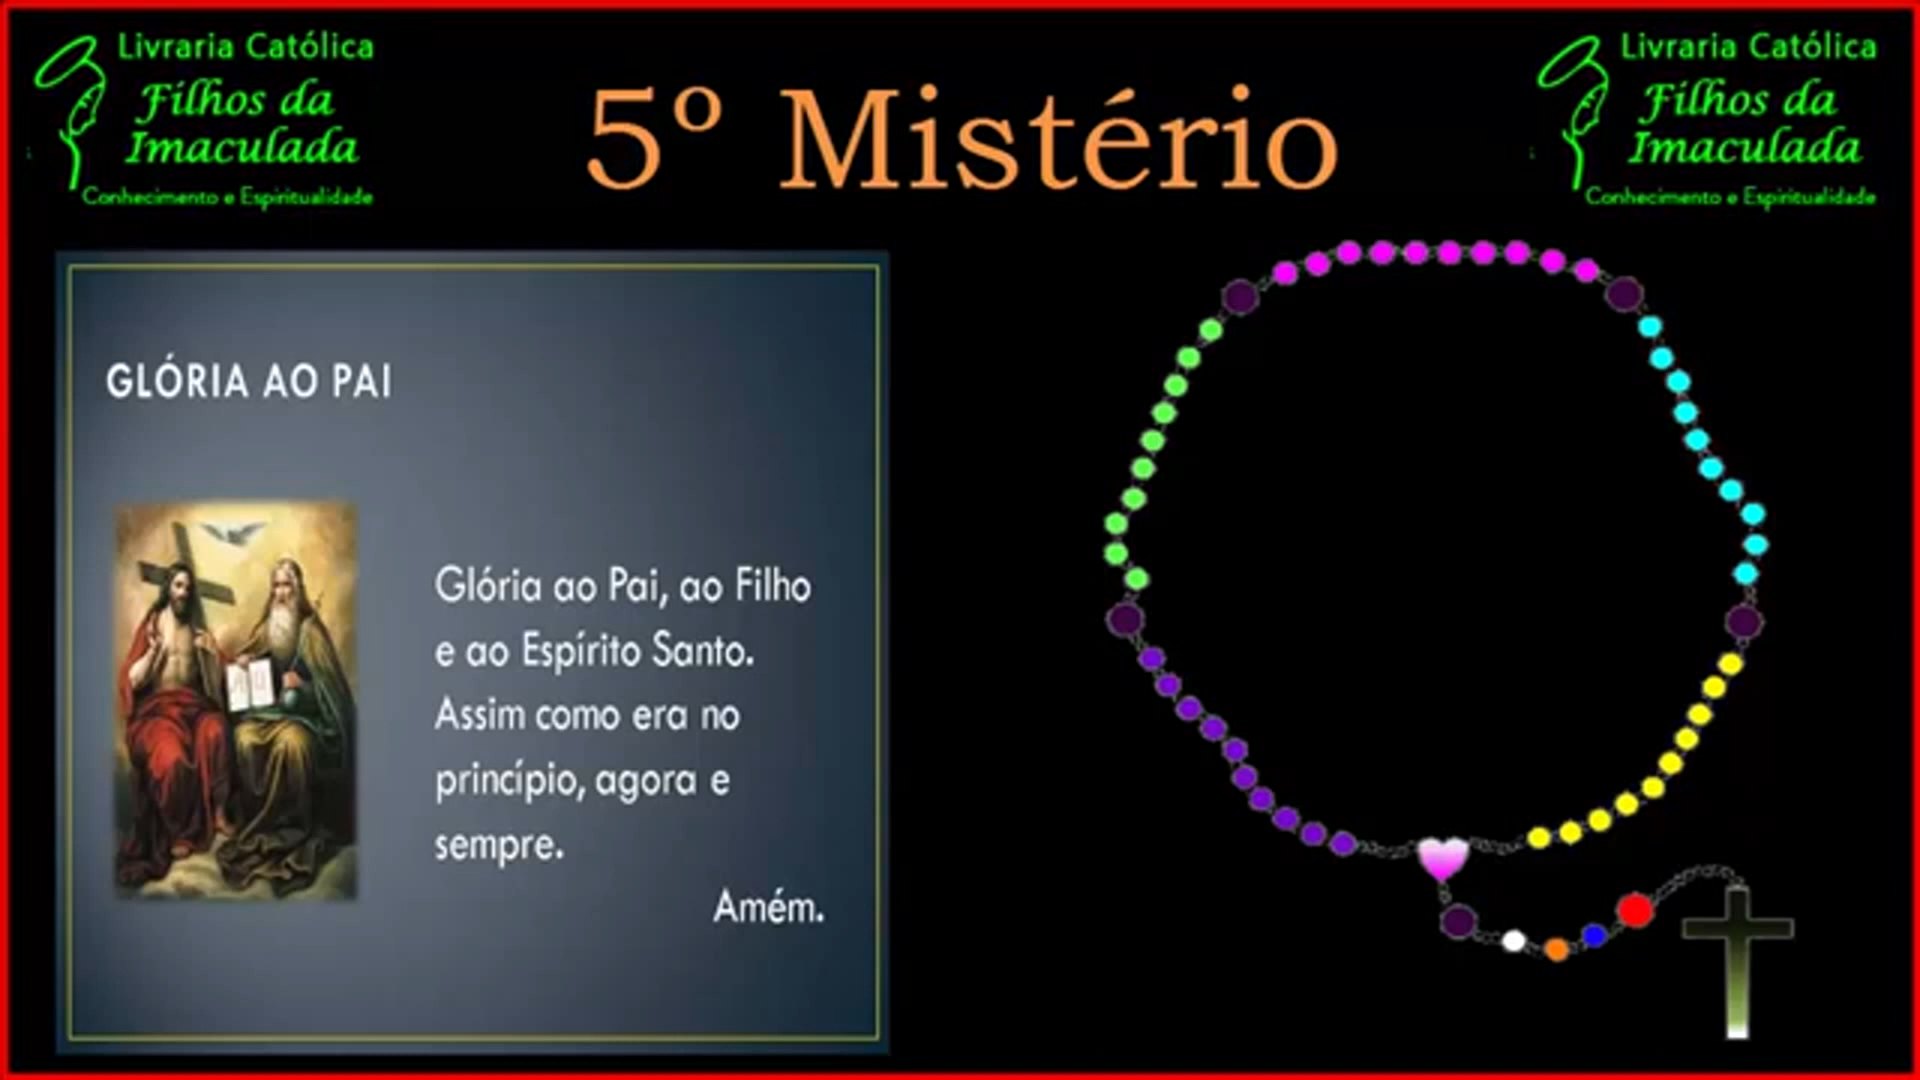 Livraria Católica
Filhos da
Imaculada
Conhecimento e Espiritualidade
5º Mistério
Livraria Católica
Filhos da
Imaculada
Conhecimento e Espiritualidade
GLÓRIA AO PAI
Glória ao Pai, ao Filho
e ao Espírito Santo.
Assim como era no
princípio, agora e
sempre.
Amém.